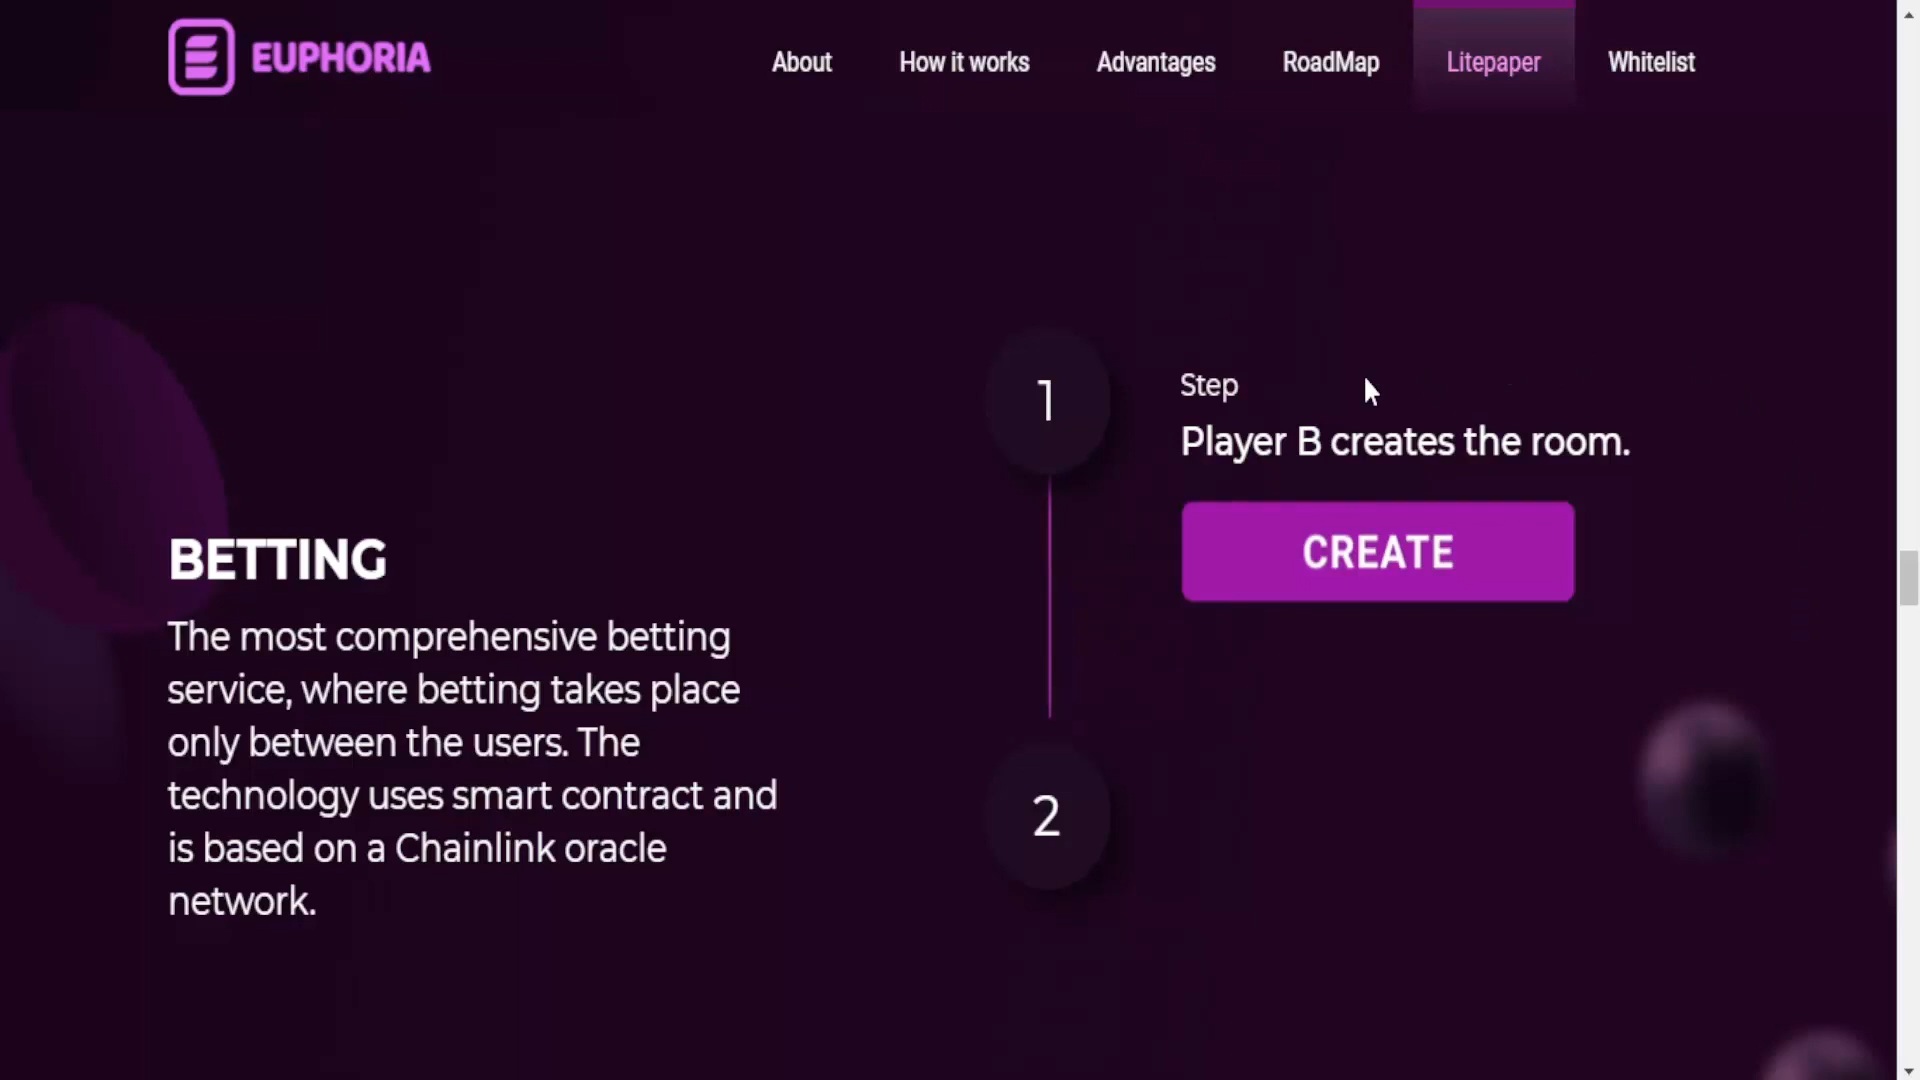 EUPHORIA
About
How it works
Advantages
RoadMap
Litepaper
Whitelist
1
Step
Player B creates the room.
CREATE
BETTING
The most comprehensive betting
service, where betting takes place
only between the users. The
technology uses smart contract and
is based on a Chainlink oracle
network.
2